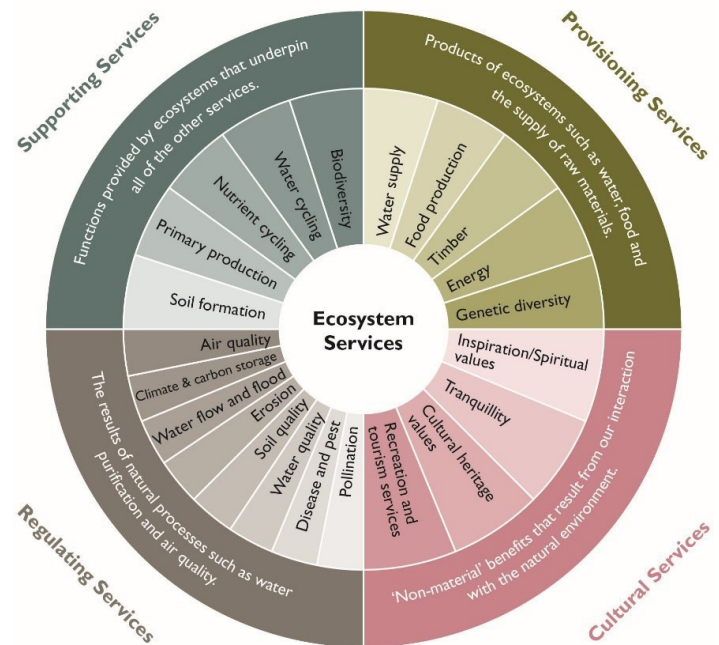 Supporting Services
Functions provided by ecosystems that underpin
all of the other services.
Biodiversity
Water cycling
Nutrient cycling
Primary production
Soil formation
Provisioning Services
Products of ecosystems such as water, food and
the supply of raw materials.
Water supply
Food production
Timber
Energy
Genetic diversity
Ecosystem
Services
Regulating Services
The results of natural processes such as water
purification and air quality.
Air quality
Climate & carbon storage
Water flow and flood
Erosion
Soil quality
Water quality
Disease and pest
Pollination
Cultural Services
‘Non-material’ benefits that result from our interaction
with the natural environment.
Inspiration/Spiritual
values
Tranquillity
Cultural heritage
values
Recreation and
tourism services